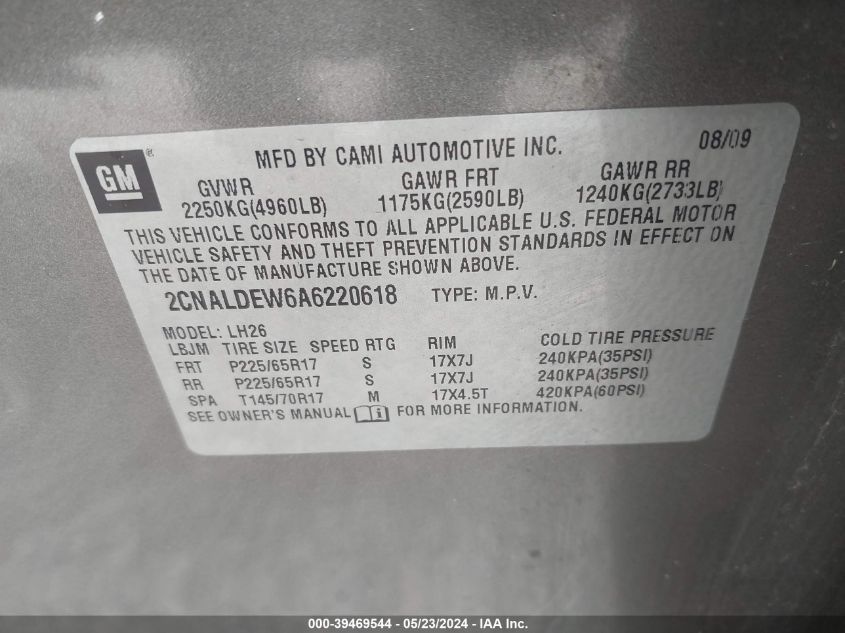 GM ®
MFD BY CAMI AUTOMOTIVE INC. 08/09
GVWR GAWR FRT GAWR RR
2250KG(4960LB) 1175KG(2590LB) 1240KG(2733LB)
THIS VEHICLE CONFORMS TO ALL APPLICABLE U.S. FEDERAL MOTOR
VEHICLE SAFETY AND THEFT PREVENTION STANDARDS IN EFFECT ON
THE DATE OF MANUFACTURE SHOWN ABOVE.
2CNALDEW6A6220618 TYPE: M.P.V.
MODEL: LH26
LBJM TIRE SIZE SPEED RTG RIM COLD TIRE PRESSURE
FRT P225/65R17 S 17X7J 240KPA(35PSI)
RR P225/65R17 S 17X7J 240KPA(35PSI)
SPA T145/70R17 M 17X4.5T 420KPA(60PSI)
SEE OWNER'S MANUAL i FOR MORE INFORMATION.
000-39469544 - 05/23/2024 - IAA Inc.